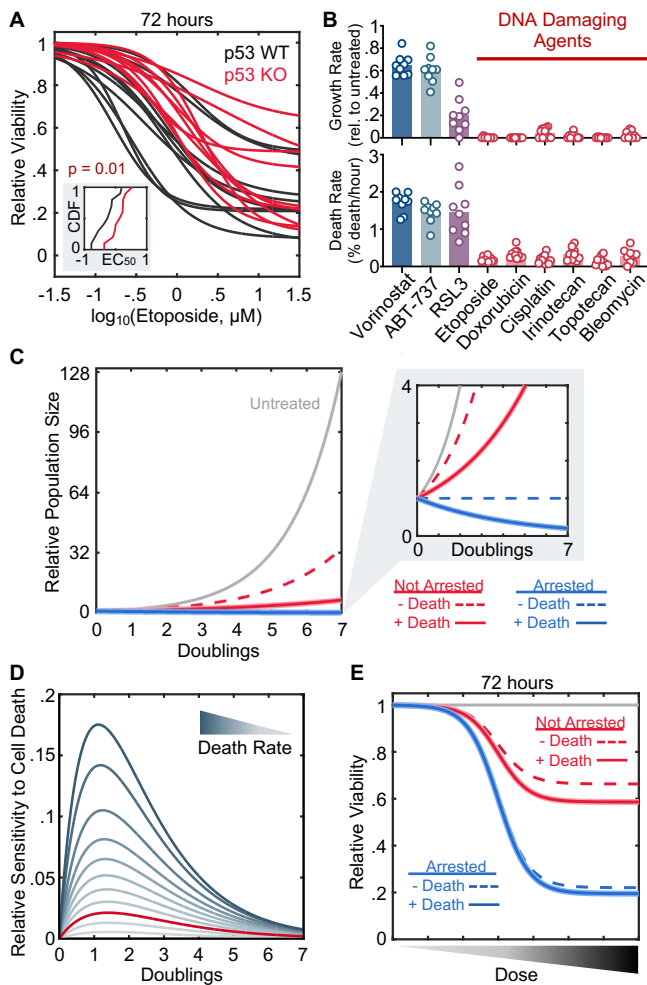 A
72 hours
p53 WT
p53 KO
Relative Viability
1
.8
.6
.4
.2
0
p = 0.01
CDF
1
0
-1
EC50
1
-1.5
-1
-.5
0
.5
1
1.5
log10(Etoposide, μM)
B
DNA Damaging
Agents
Growth Rate
(rel. to untreated)
1
.8
.6
.4
.2
0
Death Rate
(% death/hour)
3
2
1
0
Vorinostat
ABT-737
RSL3
Etoposide
Doxorubicin
Cisplatin
Irinotecan
Topotecan
Bleomycin
C
Relative Population Size
128
96
64
32
0
Untreated
0
1
2
3
4
5
6
7
Doublings
4
0
0
Doublings
7
Not Arrested
- Death
+ Death
Arrested
- Death
+ Death
D
Relative Sensitivity to Cell Death
.2
.15
.1
.05
0
Death Rate
0
1
2
3
4
5
6
7
Doublings
E
72 hours
Relative Viability
1
.8
.6
.4
.2
0
Not Arrested
- Death
+ Death
Arrested
- Death
+ Death
Dose